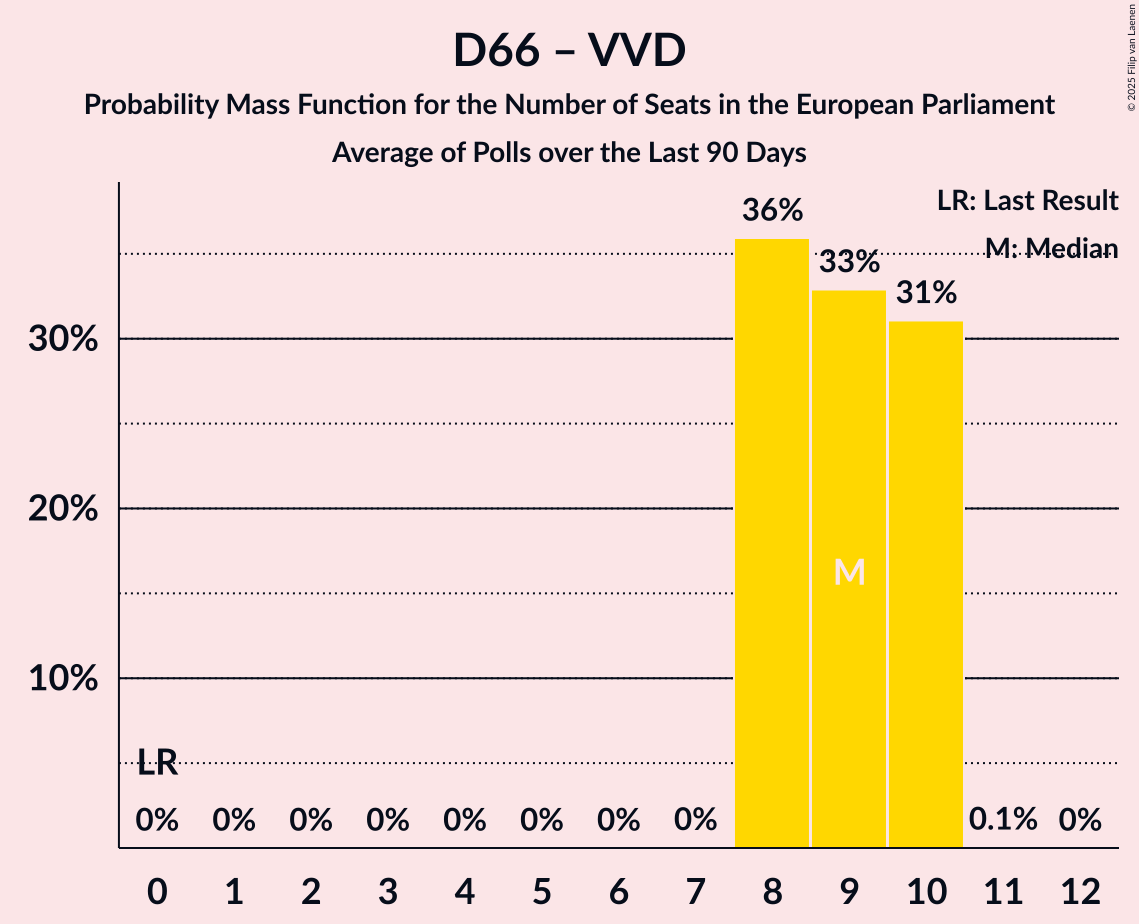 D66 – VVD
Probability Mass Function for the Number of Seats in the European Parliament
Average of Polls over the Last 90 Days
© 2025 Filip van Laenen
LR: Last Result
M: Median
36%
33%
31%
30%
20%
10%
M
LR
0% 0% 0% 0% 0% 0% 0% 0% 0.1% 0%
0 1 2 3 4 5 6 7 8 9 10 11 12